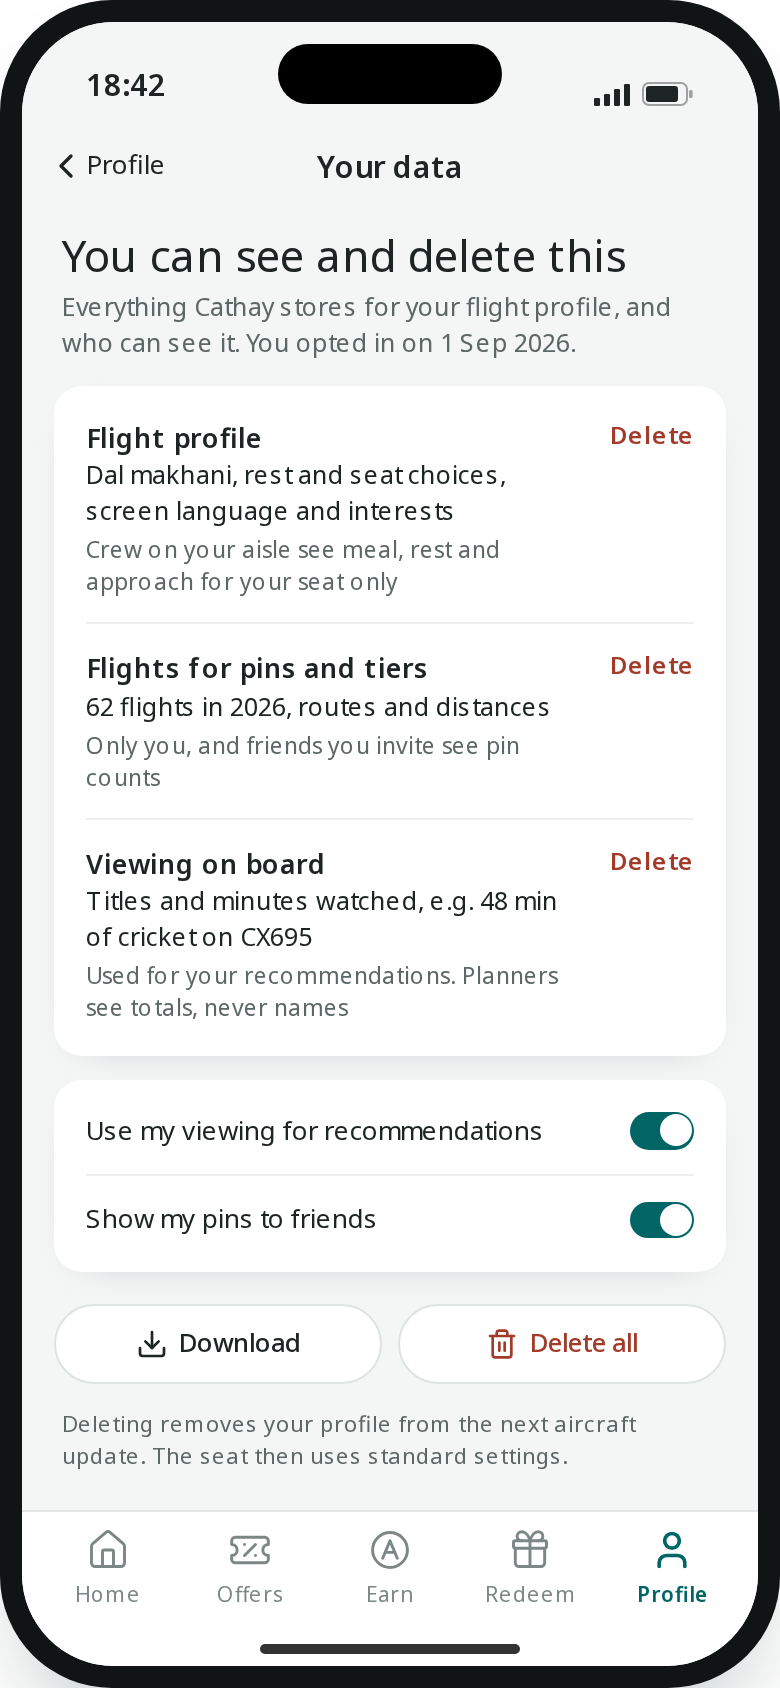 18:42
Profile
Your data
You can see and delete this
Everything Cathay stores for your flight profile, and
who can see it. You opted in on 1 Sep 2026.
Flight profile
Delete
Dal makhani, rest and seat choices,
screen language and interests
Crew on your aisle see meal, rest and
approach for your seat only
Flights for pins and tiers
Delete
62 flights in 2026, routes and distances
Only you, and friends you invite see pin
counts
Viewing on board
Delete
Titles and minutes watched, e.g. 48 min
of cricket on CX695
Used for your recommendations. Planners
see totals, never names
Use my viewing for recommendations
Show my pins to friends
Download
Delete all
Deleting removes your profile from the next aircraft
update. The seat then uses standard settings.
Home
Offers
Earn
Redeem
Profile